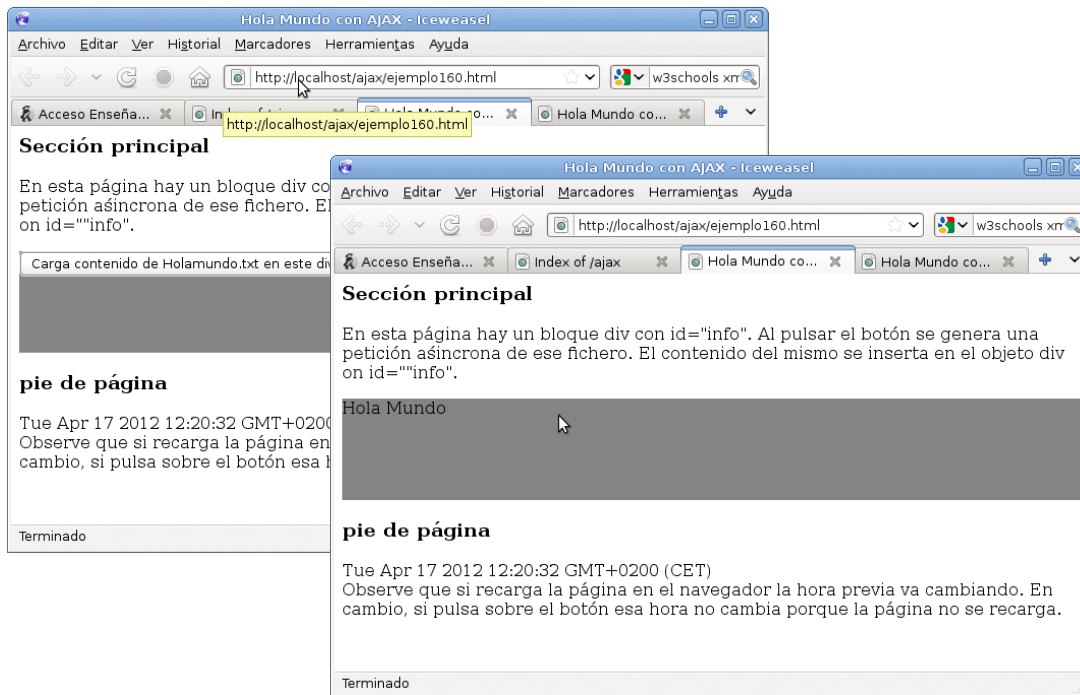 Hola Mundo con AJAX - Iceweasel
Archivo Editar Ver Historial Marcadores Herramientas Ayuda
http://localhost/ajax/ejemplo160.html w3schools xm
Acceso Enseña... Hola Mundo co...
http://localhost/ajax/ejemplo160.html
Sección principal
En esta página hay un bloque div
petición aśincrona de ese fichero.
on id=""info".
Carga contenido de Holamundo.txt en este div
pie de página
Tue Apr 17 2012 12:20:32 GMT+0200
Observe que si recarga la página en
cambio, si pulsa sobre el botón esa
Terminado
Hola Mundo con AJAX - Iceweasel
Archivo Editar Ver Historial Marcadores Herramientas Ayuda
http://localhost/ajax/ejemplo160.html w3schools xm
Acceso Enseña... Index of /ajax Hola Mundo co... Hola Mundo co...
Sección principal
En esta página hay un bloque div con id="info". Al pulsar el botón se genera una
petición aśincrona de ese fichero. El contenido del mismo se inserta en el objeto div
on id=""info".
Hola Mundo
pie de página
Tue Apr 17 2012 12:20:32 GMT+0200 (CET)
Observe que si recarga la página en el navegador la hora previa va cambiando. En
cambio, si pulsa sobre el botón esa hora no cambia porque la página no se recarga.
Terminado